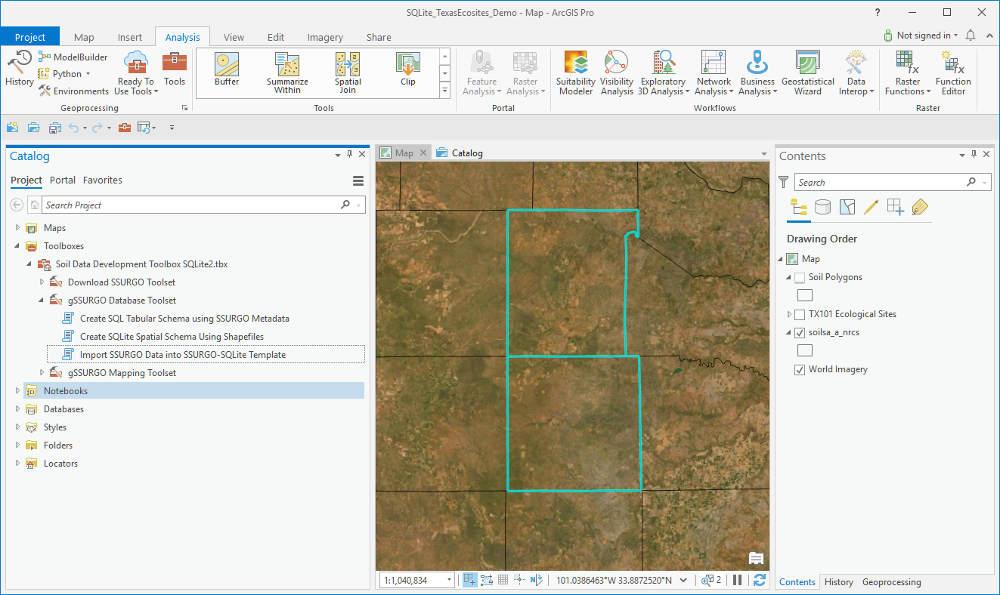 SQLite_TexasEcosites_Demo - Map - ArcGIS Pro
?
Project Map Insert Analysis View Edit Imagery Share
Not signed in
History
ModelBuilder
Python
Environments
Ready To
Use Tools
Tools
Geoprocessing
Buffer
Summarize
Within
Spatial
Join
Clip
Tools
Feature
Analysis
Raster
Analysis
Portal
Suitability
Modeler
Visibility
Analysis
Exploratory
3D Analysis
Network
Analysis
Business
Analysis
Geostatistical
Wizard
Data
Interop
Workflows
Raster
Functions
Function
Editor
Raster
Catalog
Project Portal Favorites
Search Project
Maps
Toolboxes
Soil Data Development Toolbox SQLite2.tbx
Download SSURGO Toolset
gSSURGO Database Toolset
Create SQL Tabular Schema using SSURGO Metadata
Create SQLite Spatial Schema Using Shapefiles
Import SSURGO Data into SSURGO-SQLite Template
gSSURGO Mapping Toolset
Notebooks
Databases
Styles
Folders
Locators
Map
Catalog
1:1,040,834
101.0386463°W 33.8872520°N
2
Contents
Search
Drawing Order
Map
Soil Polygons
TX101 Ecological Sites
soilsa_a_nrcs
World Imagery
Contents History Geoprocessing